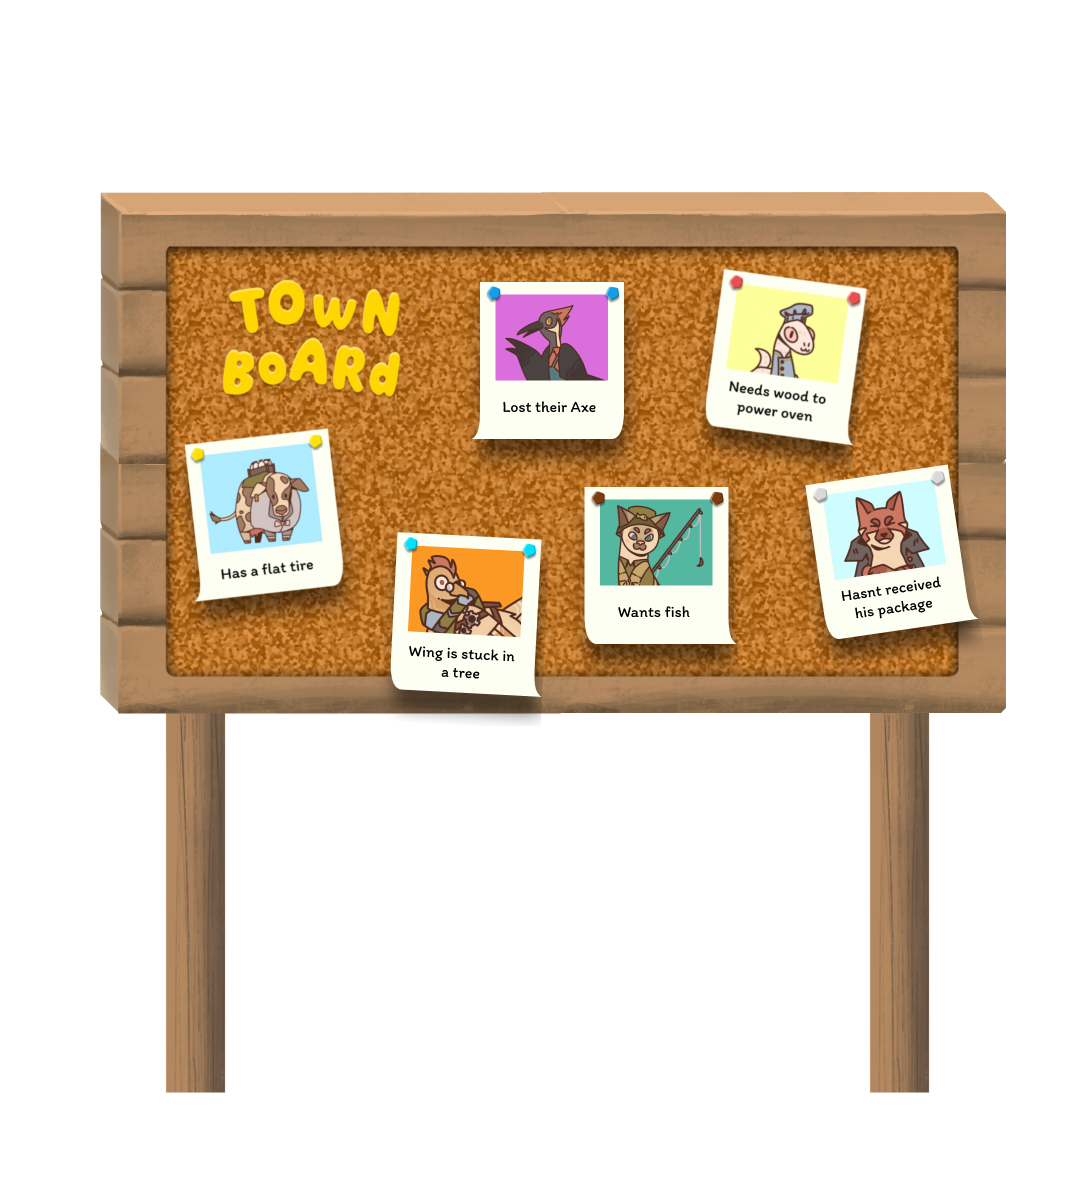 TOWN
BOARd
Lost their Axe
Needs wood to
power oven
Has a flat tire
Wing is stuck in
a tree
Wants fish
Hasnt received
his package